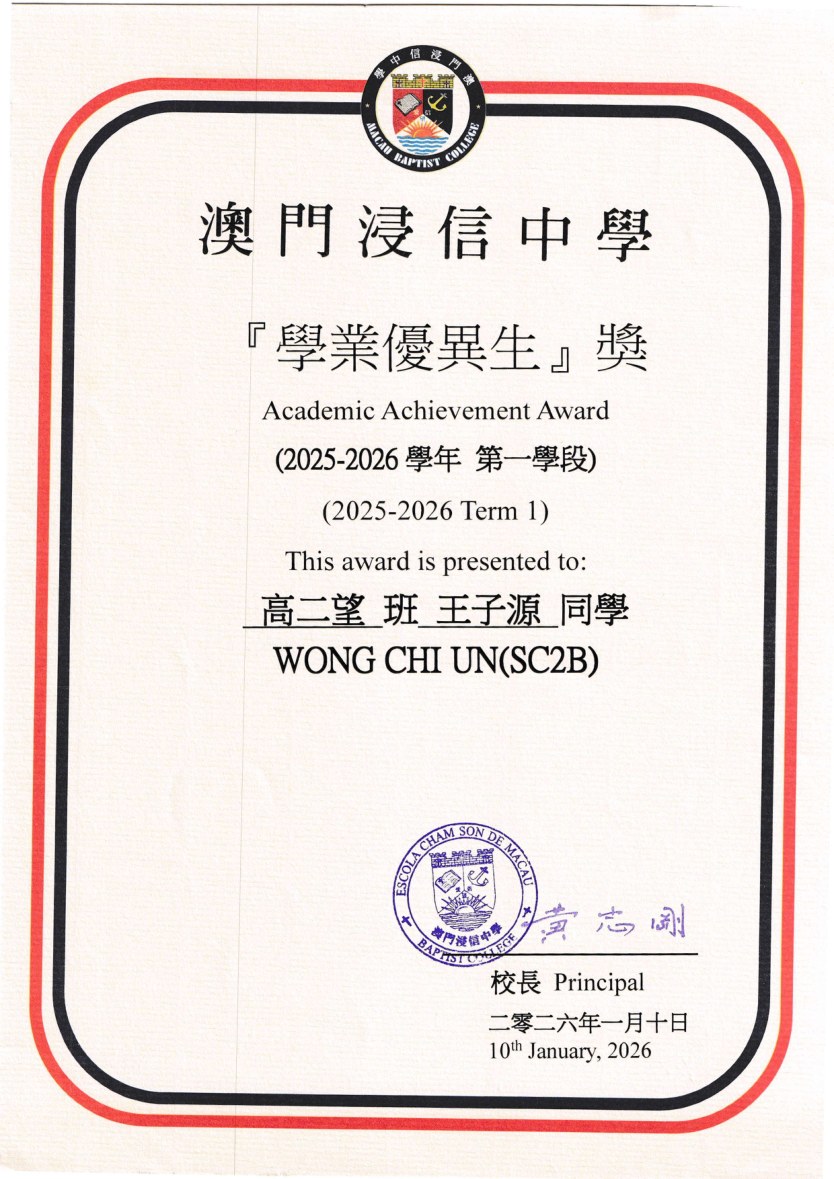 澳門浸信中學
MACAU BAPTIST COLLEGE
澳門浸信中學
『學業優異生』獎
Academic Achievement Award
(2025-2026 學年 第一學段)
(2025-2026 Term 1)
This award is presented to:
高二望 班 王子源 同學
WONG CHI UN(SC2B)
ESCOLA CHAM SON DE MACAU
澳門浸信中學
BAPTIST COLLEGE
黃志剛
校長 Principal
二零二六年一月十日
10th January, 2026